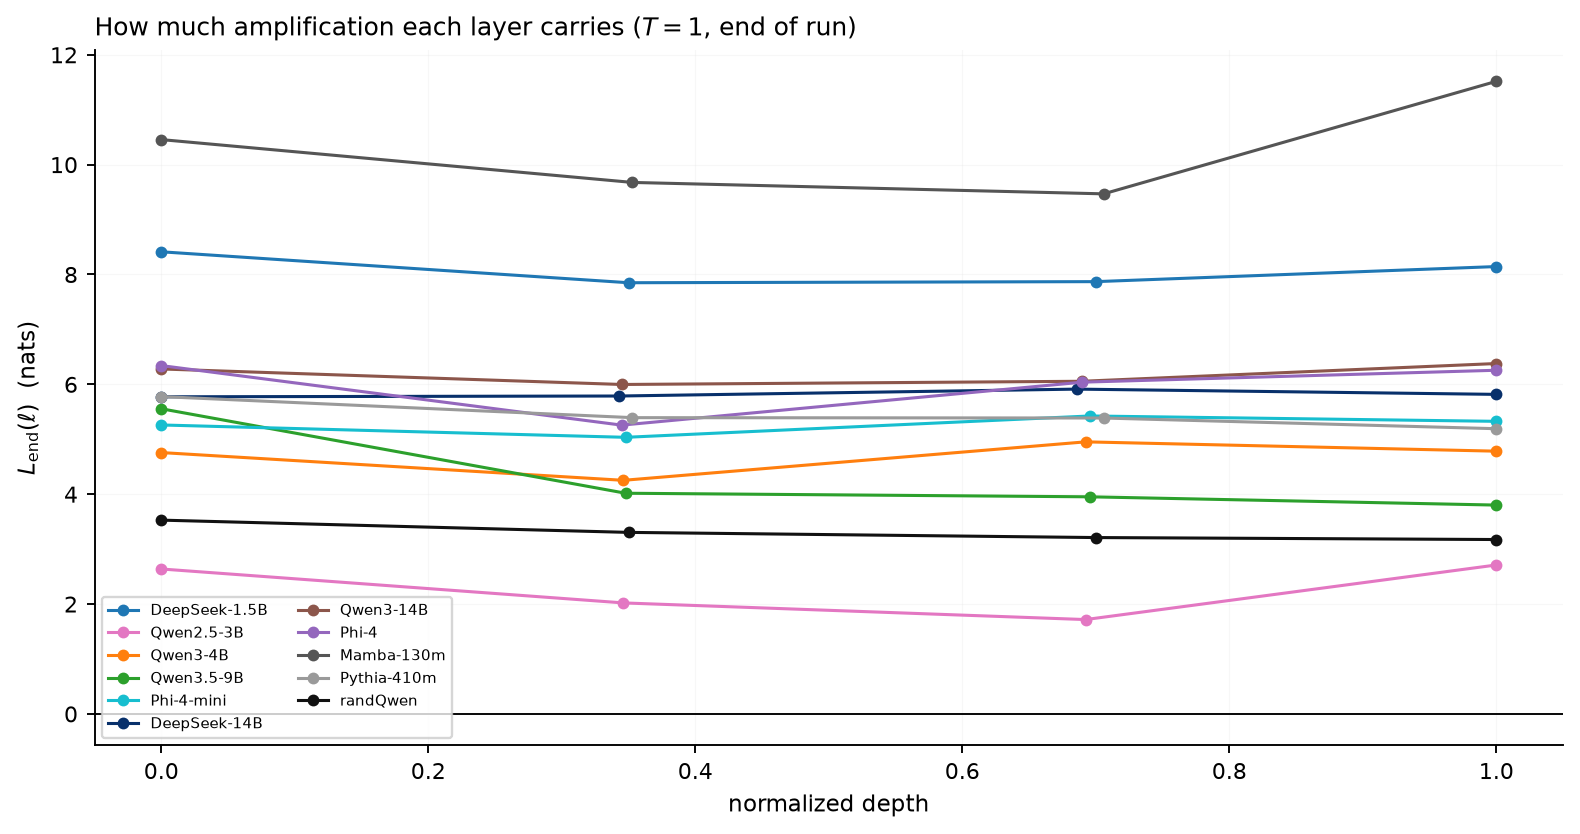 How much amplification each layer carries (T = 1, end of run)
12
10
8
6
4
2
0
L_end(ℓ) (nats)
DeepSeek-1.5B
Qwen2.5-3B
Qwen3-4B
Qwen3.5-9B
Phi-4-mini
DeepSeek-14B
Qwen3-14B
Phi-4
Mamba-130m
Pythia-410m
randQwen
0.0 0.2 0.4 0.6 0.8 1.0
normalized depth